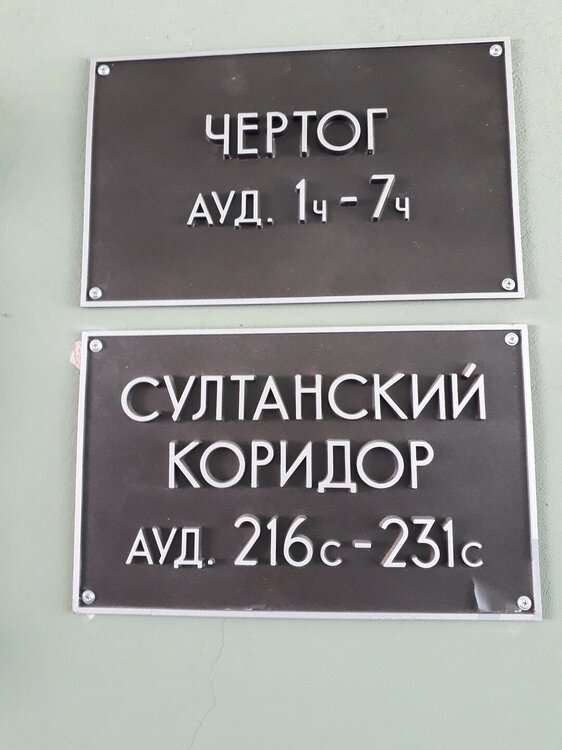 ЧЕРТОГ
АУД. 1ч - 7ч
СУЛТАНСКИЙ
КОРИДОР
АУД. 216с - 231с